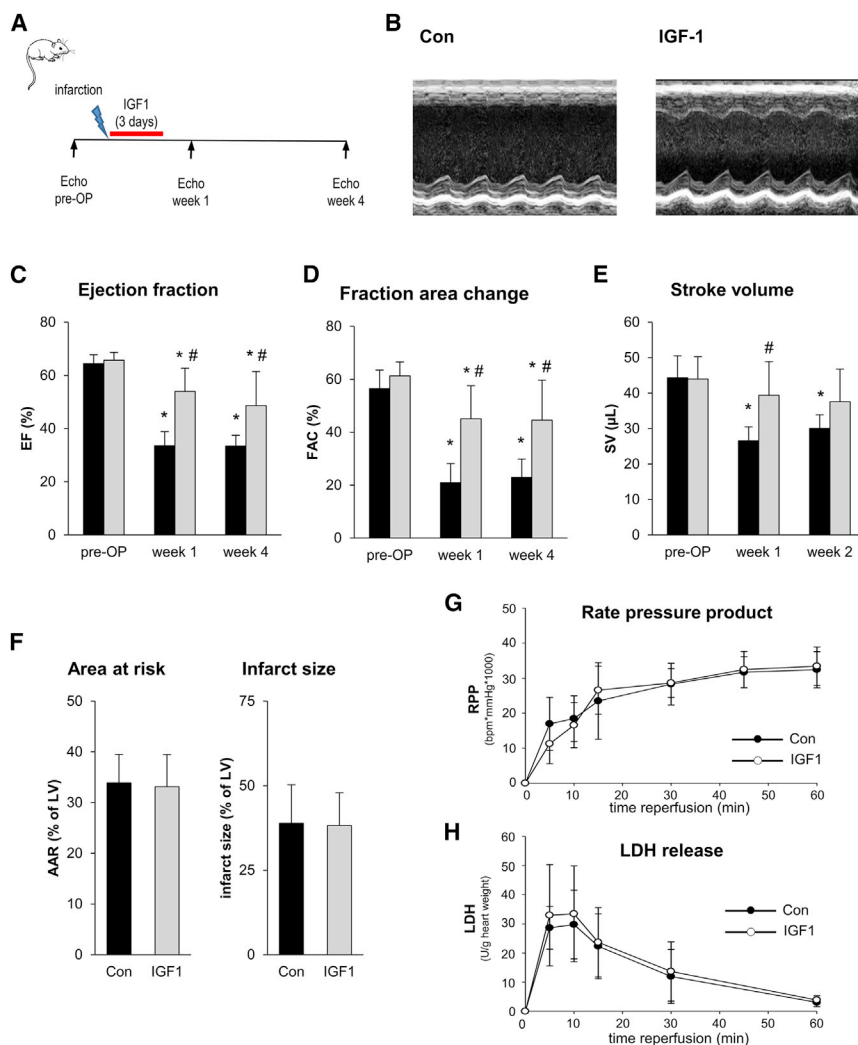 A
infarction
IGF1
(3 days)
Echo
pre-OP
Echo
week 1
Echo
week 4
B
Con
IGF-1
C
Ejection fraction
EF (%)
80
60
40
20
0
*
* #
*
* #
pre-OP
week 1
week 4
D
Fraction area change
FAC (%)
100
80
60
40
20
0
*
* #
*
* #
pre-OP
week 1
week 4
E
Stroke volume
SV (µL)
60
50
40
30
20
10
0
*
#
*
pre-OP
week 1
week 2
F
Area at risk
AAR (% of LV)
50
40
30
20
10
0
Con
IGF1
Infarct size
infarct size (% of LV)
75
50
25
0
Con
IGF1
G
Rate pressure product
RPP
(bpm*mmHg*1000)
50
40
30
20
10
0
Con
IGF1
0 10 20 30 40 50 60
time reperfusion (min)
H
LDH release
LDH
(U/g heart weight)
60
50
40
30
20
10
0
Con
IGF1
0 10 20 30 40 50 60
time reperfusion (min)